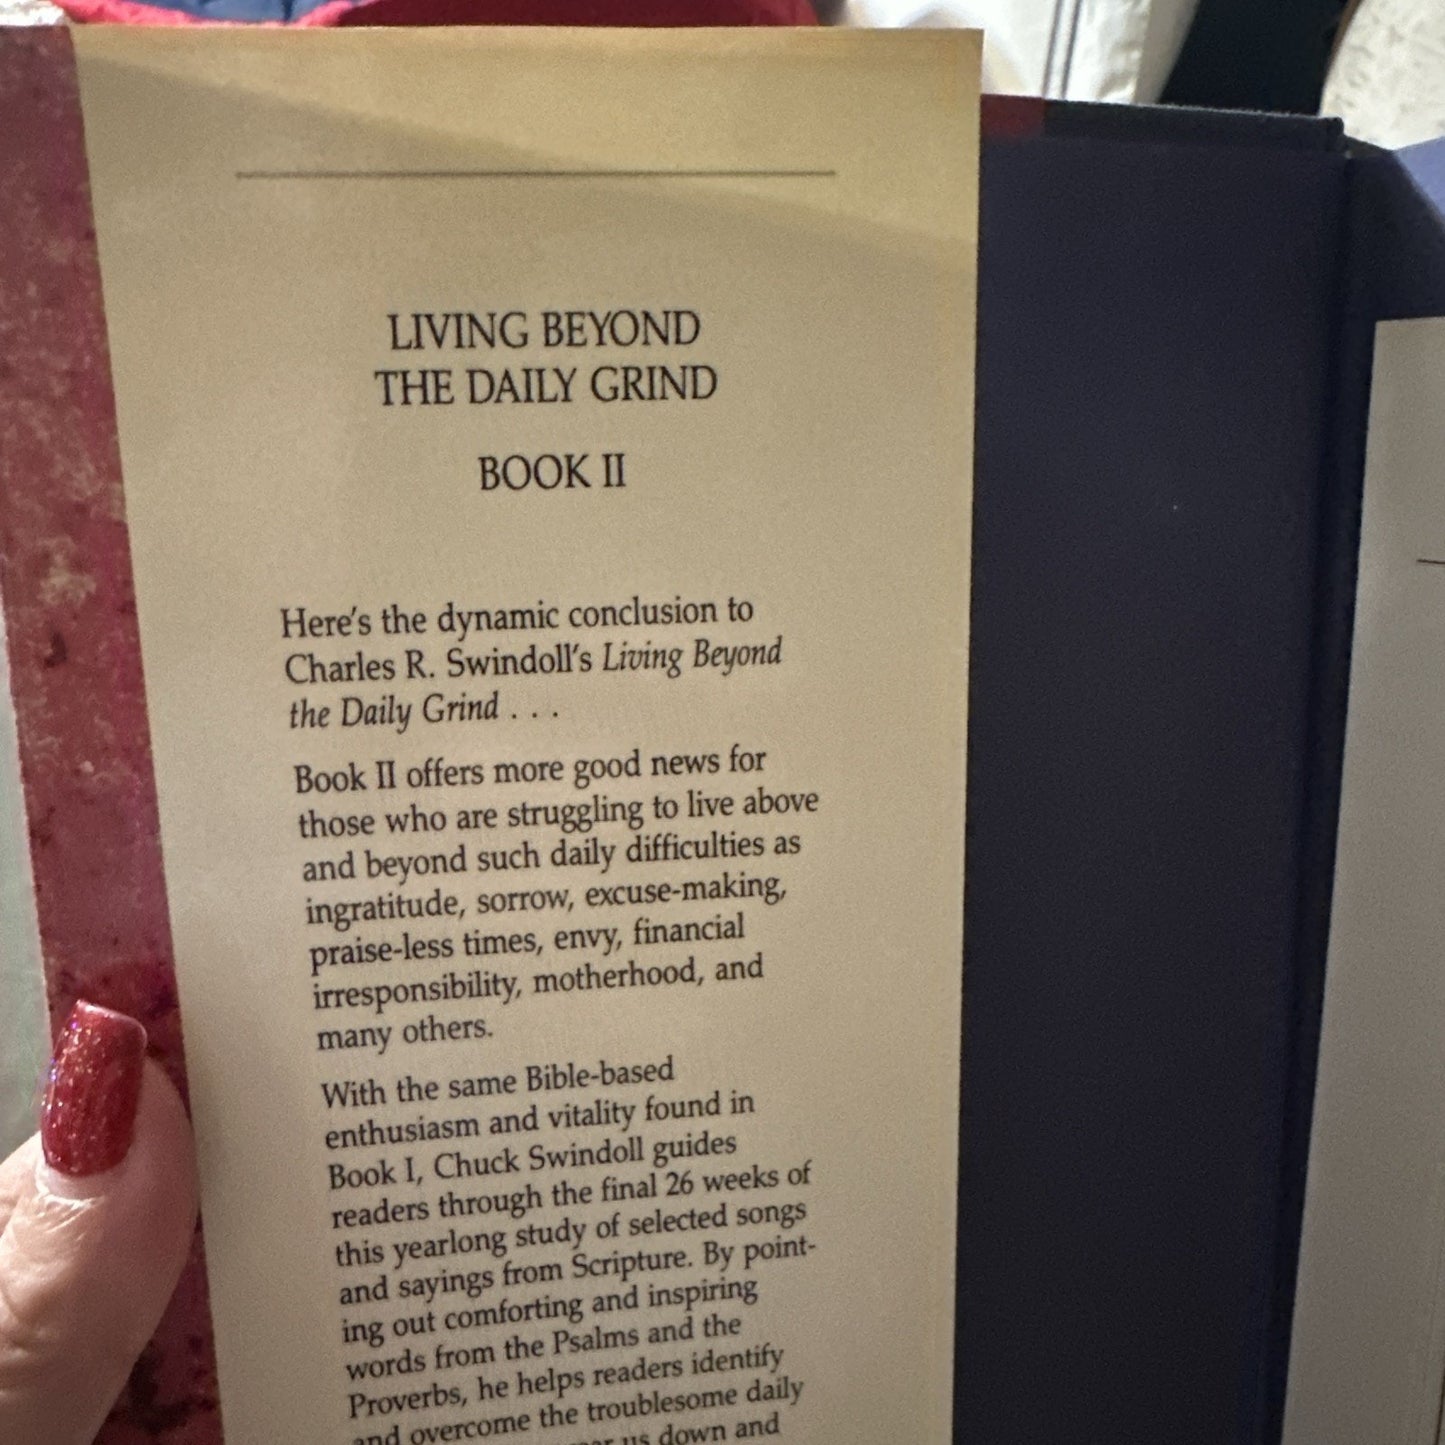 LIVING BEYOND
THE DAILY GRIND
BOOK II
Here's the dynamic conclusion to
Charles R. Swindoll's Living Beyond
the Daily Grind . . .
Book II offers more good news for
those who are struggling to live above
and beyond such daily difficulties as
ingratitude, sorrow, excuse-making,
praise-less times, envy, financial
irresponsibility, motherhood, and
many others.
With the same Bible-based
enthusiasm and vitality found in
Book I, Chuck Swindoll guides
readers through the final 26 weeks of
this yearlong study of selected songs
and sayings from Scripture. By point-
ing out comforting and inspiring
words from the Psalms and the
Proverbs, he helps readers identify
and overcome the troublesome daily
us down and